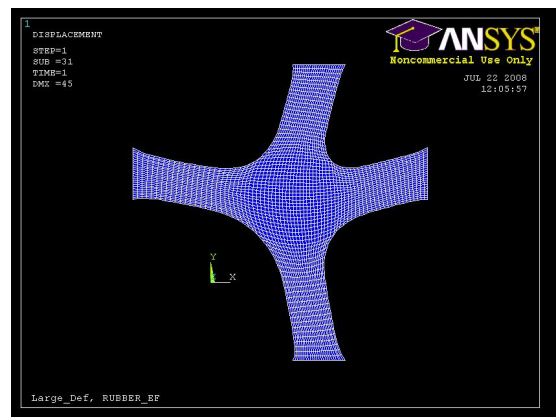 1
DISPLACEMENT
STEP=1
SUB =31
TIME=1
DMX =45
ANSYS
Noncommercial Use Only
JUL 22 2008
12:05:57
Y
X
Large_Def, RUBBER_EF